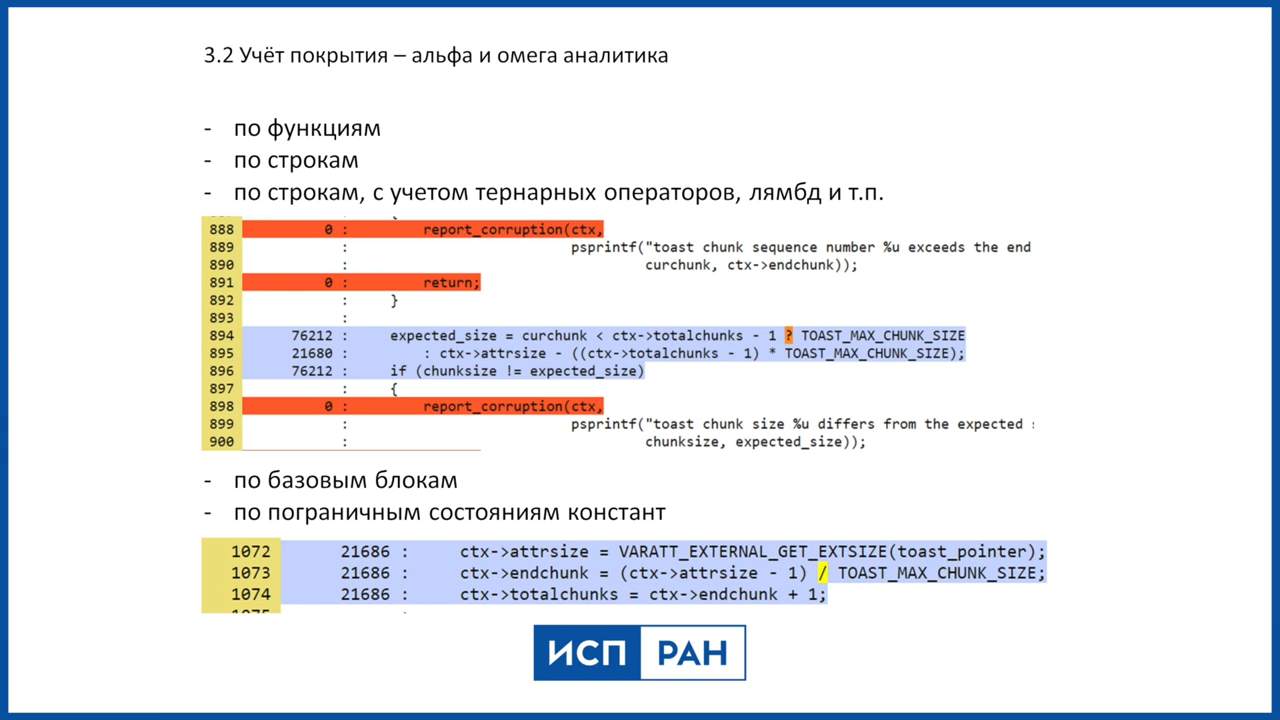 3.2 Учёт покрытия – альфа и омега аналитика
- по функциям
- по строкам
- по строкам, с учетом тернарных операторов, лямбд и т.п.
888 0 : report_corruption(ctx,
889 : psprintf("toast chunk sequence number %u exceeds the end
890 : curchunk, ctx->endchunk));
891 0 : return;
892 : }
893 :
894 76212 : expected_size = curchunk < ctx->totalchunks - 1 ? TOAST_MAX_CHUNK_SIZE
895 21680 : : ctx->attrsize - ((ctx->totalchunks - 1) * TOAST_MAX_CHUNK_SIZE);
896 76212 : if (chunksize != expected_size)
897 : {
898 0 : report_corruption(ctx,
899 : psprintf("toast chunk size %u differs from the expected
900 : chunksize, expected_size));
- по базовым блокам
- по пограничным состояниям констант
1072 21686 : ctx->attrsize = VARATT_EXTERNAL_GET_EXTSIZE(toast_pointer);
1073 21686 : ctx->endchunk = (ctx->attrsize - 1) / TOAST_MAX_CHUNK_SIZE;
1074 21686 : ctx->totalchunks = ctx->endchunk + 1;
ИСП РАН